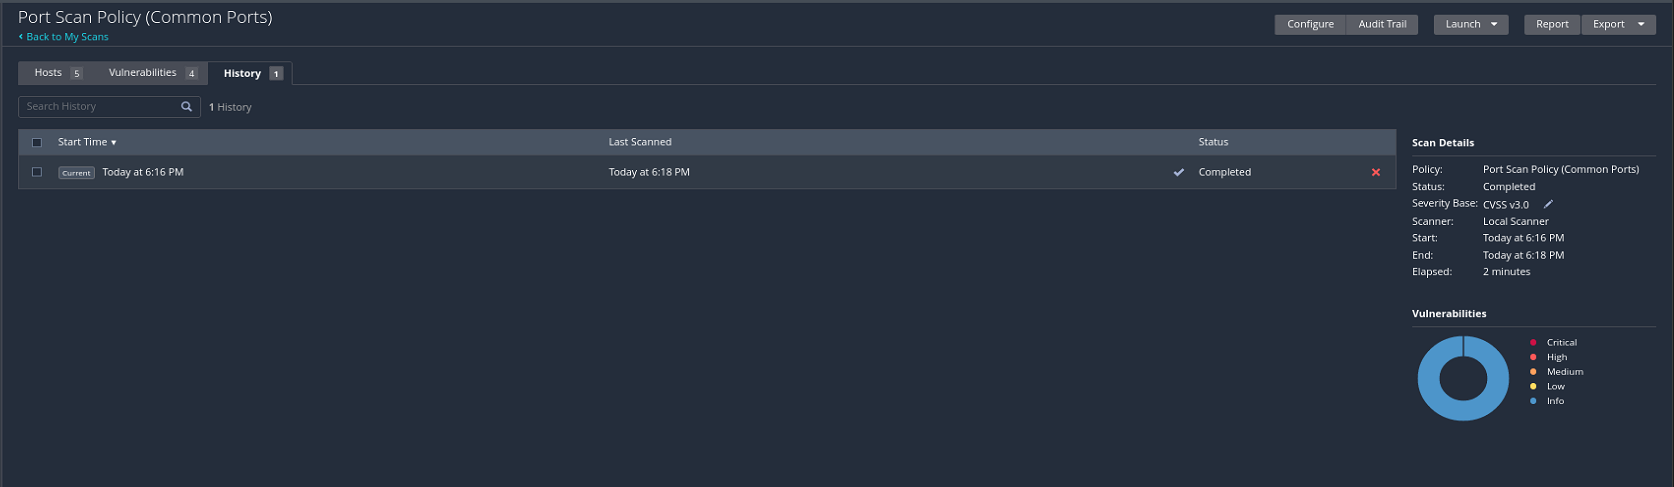 Port Scan Policy (Common Ports)
Back to My Scans
Configure Audit Trail Launch Report Export
Hosts 5 Vulnerabilities 4 History 1
Search History 1 History
Start Time Last Scanned Status
Current Today at 6:16 PM Today at 6:18 PM Completed
Scan Details
Policy: Port Scan Policy (Common Ports)
Status: Completed
Severity Base: CVSS v3.0
Scanner: Local Scanner
Start: Today at 6:16 PM
End: Today at 6:18 PM
Elapsed: 2 minutes
Vulnerabilities
Critical
High
Medium
Low
Info